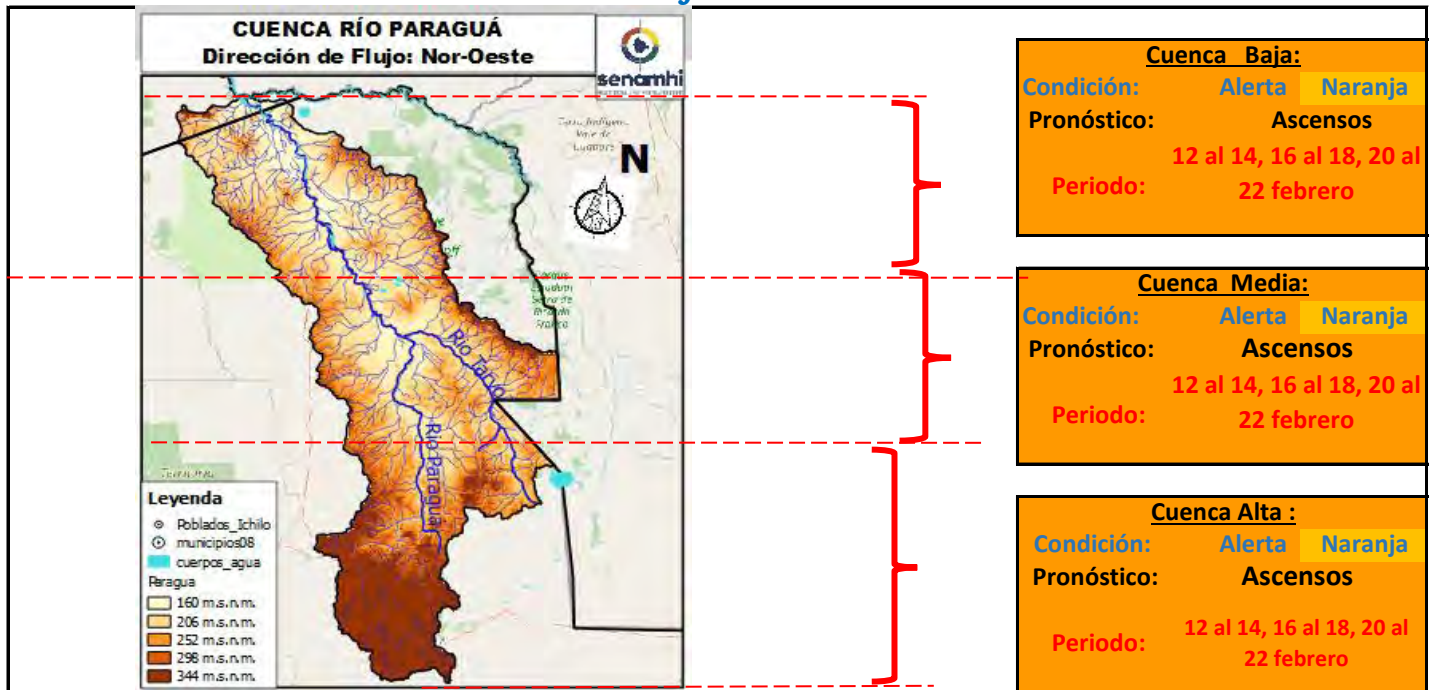 CUENCA RÍO PARAGUÁ
Dirección de Flujo: Nor-Oeste
senamhi
N
Río Tarvo
Río Paraguá
Leyenda
Poblados_Ichilo
municipios08
cuerpos_agua
Paragua
160 m.s.n.m.
206 m.s.n.m.
252 m.s.n.m.
298 m.s.n.m.
344 m.s.n.m.
Cuenca Baja:
Condición: Alerta Naranja
Pronóstico: Ascensos
12 al 14, 16 al 18, 20 al
Periodo: 22 febrero
Cuenca Media:
Condición: Alerta Naranja
Pronóstico: Ascensos
12 al 14, 16 al 18, 20 al
Periodo: 22 febrero
Cuenca Alta :
Condición: Alerta Naranja
Pronóstico: Ascensos
Periodo: 12 al 14, 16 al 18, 20 al
22 febrero